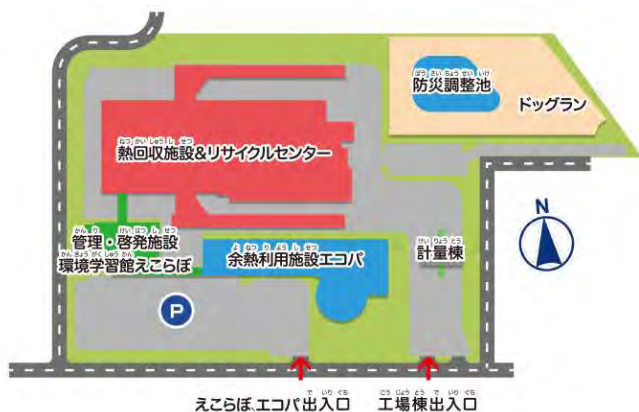 防災調整池
ドッグラン
熱回収施設&リサイクルセンター
管理・啓発施設
環境学習館えこらぼ
余熱利用施設エコパ
計量棟
N
P
えこらぼ、エコパ出入口
工場棟出入口